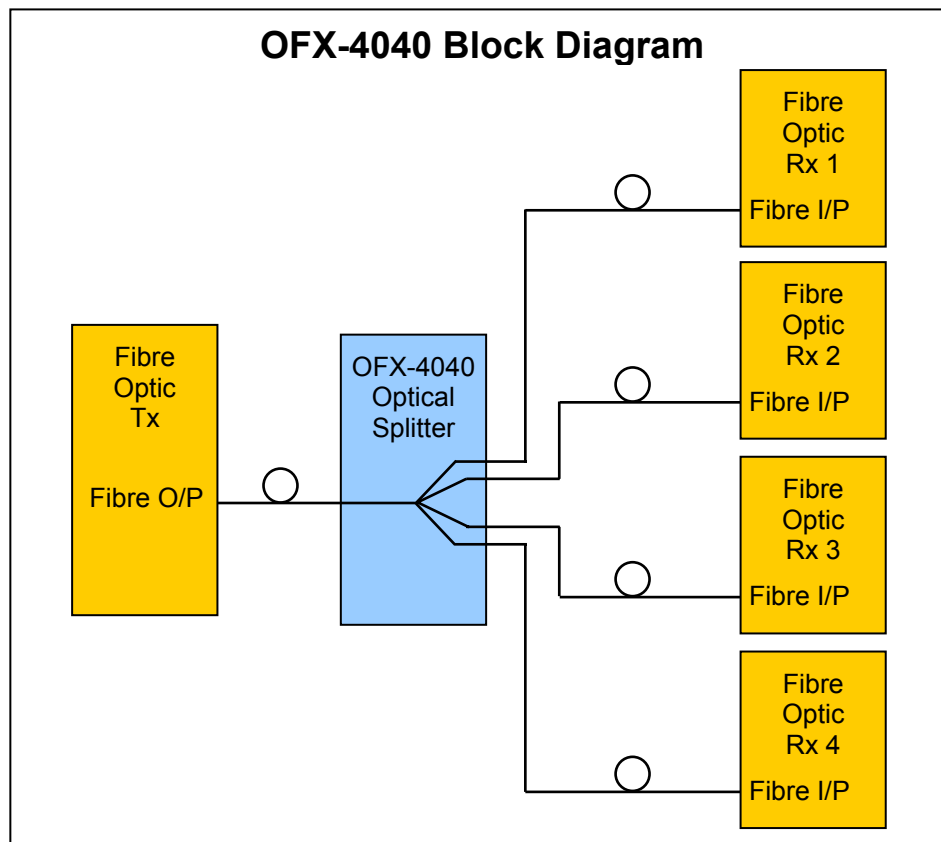 OFX-4040 Block Diagram
Fibre
Optic
Rx 1
Fibre I/P
Fibre
Optic
Rx 2
Fibre I/P
Fibre
Optic
Tx
Fibre O/P
OFX-4040
Optical
Splitter
Fibre
Optic
Rx 3
Fibre I/P
Fibre
Optic
Rx 4
Fibre I/P